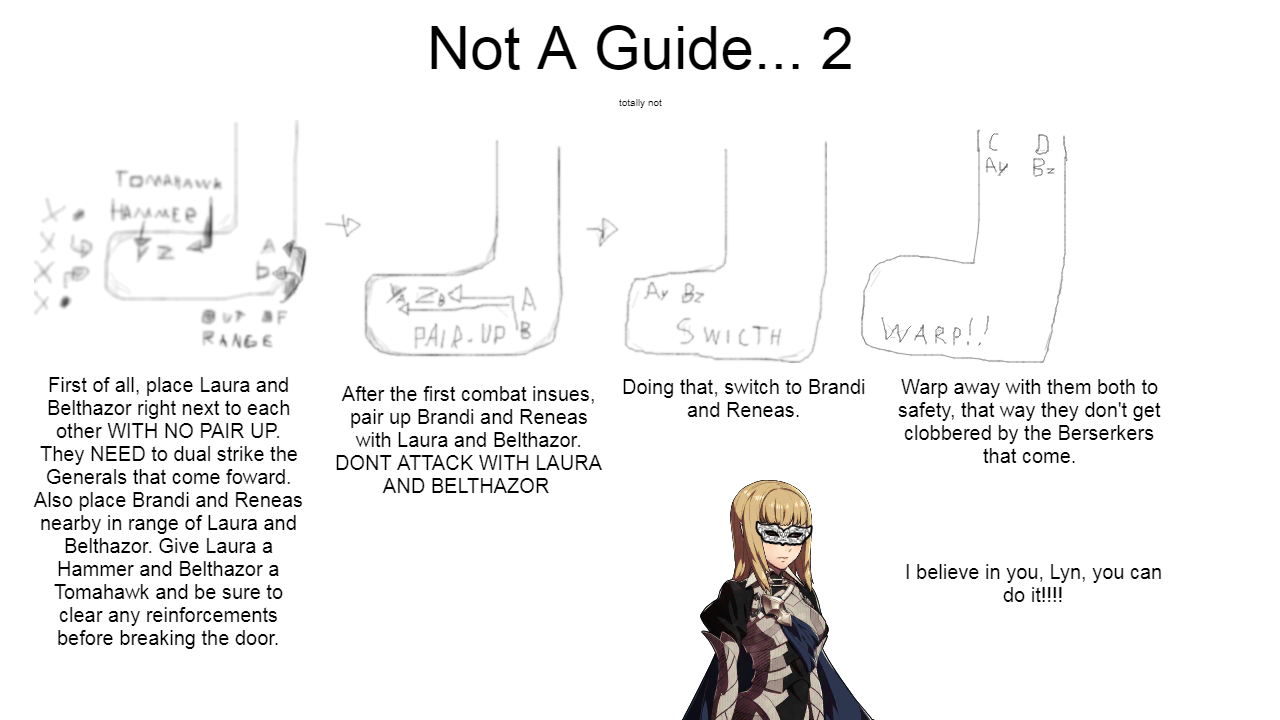 Not A Guide... 2
totally not
TOMAHAWK
HAMMER
X
X
X
X
Y Z
A
b
OUT OF
RANGE
First of all, place Laura and
Belthazor right next to each
other WITH NO PAIR UP.
They NEED to dual strike the
Generals that come foward.
Also place Brandi and Reneas
nearby in range of Laura and
Belthazor. Give Laura a
Hammer and Belthazor a
Tomahawk and be sure to
clear any reinforcements
before breaking the door.
YA ZB A
B
PAIR-UP
After the first combat insues,
pair up Brandi and Reneas
with Laura and Belthazor.
DONT ATTACK WITH LAURA
AND BELTHAZOR
Ay Bz
SWICTH
Doing that, switch to Brandi
and Reneas.
C D
Ay Bz
WARP!!
Warp away with them both to
safety, that way they don't get
clobbered by the Berserkers
that come.
I believe in you, Lyn, you can
do it!!!!